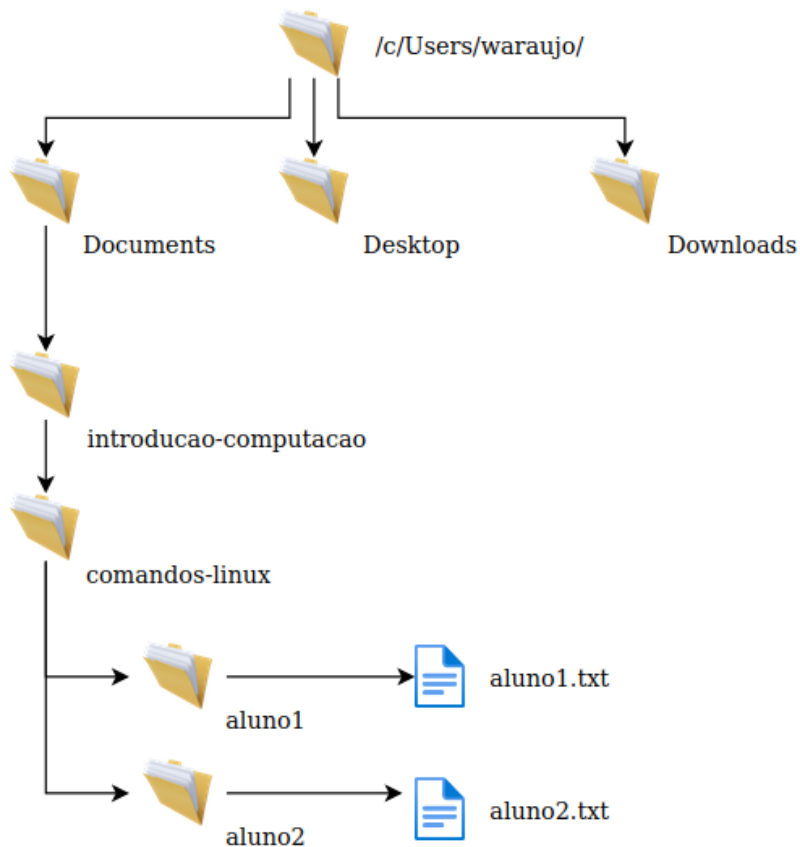 /c/Users/waraujo/
Documents
Desktop
Downloads
introducao-computacao
comandos-linux
aluno1
aluno1.txt
aluno2
aluno2.txt